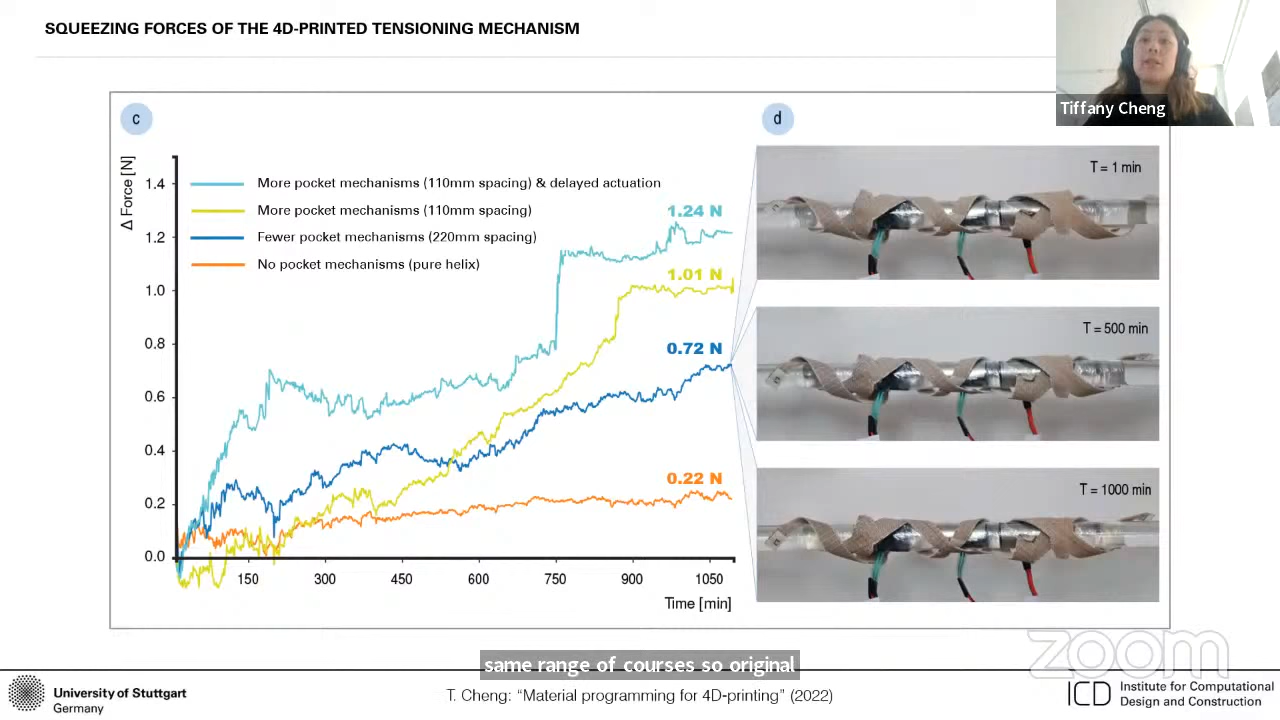 SQUEEZING FORCES OF THE 4D-PRINTED TENSIONING MECHANISM
Tiffany Cheng
c
d
Δ Force [N]
1.4
1.2
1.0
0.8
0.6
0.4
0.2
0.0
More pocket mechanisms (110mm spacing) & delayed actuation
More pocket mechanisms (110mm spacing)
Fewer pocket mechanisms (220mm spacing)
No pocket mechanisms (pure helix)
1.24 N
1.01 N
0.72 N
0.22 N
150 300 450 600 750 900 1050
Time [min]
T = 1 min
T = 500 min
T = 1000 min
zoom
same range of courses so original
University of Stuttgart
Germany
T. Cheng: “Material programming for 4D-printing” (2022)
ICD
Institute for Computational
Design and Construction